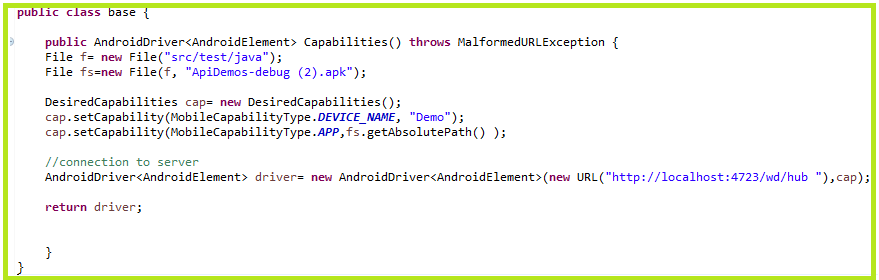 public class base {
public AndroidDriver<AndroidElement> Capabilities() throws MalformedURLException {
File f= new File("src/test/java");
File fs=new File(f, "ApiDemos-debug (2).apk");
DesiredCapabilities cap= new DesiredCapabilities();
cap.setCapability(MobileCapabilityType.DEVICE_NAME, "Demo");
cap.setCapability(MobileCapabilityType.APP,fs.getAbsolutePath() );
//connection to server
AndroidDriver<AndroidElement> driver= new AndroidDriver<AndroidElement>(new URL("http://localhost:4723/wd/hub "),cap);
return driver;
}
}